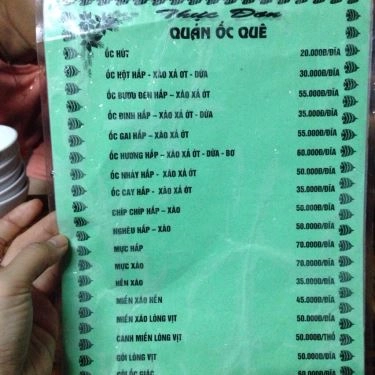 Thực Đơn
QUÁN ỐC QUÊ
ỐC HÚT 20.000Đ/DĨA
ỐC HỘT HẤP - XÀO XẢ ỚT - DỪA 30.000Đ/DĨA
ỐC BƯƠU ĐEN HẤP – XÀO XẢ ỚT 55.000Đ/DĨA
ỐC ĐINH HẤP – XÀO XẢ ỚT - DỪA 35.000Đ/DĨA
ỐC GAI HẤP – XÀO XẢ ỚT 55.000Đ/DĨA
ỐC HƯƠNG HẤP – XÀO XẢ ỚT - DỪA - BƠ 60.000Đ/DĨA
ỐC NHẢY HẤP - XÀO XẢ ỚT 50.000Đ/DĨA
ỐC CAY HẤP - XÀO XẢ ỚT 35.000Đ/DĨA
CHÍP CHÍP HẤP – XÀO 50.000Đ/DĨA
NGHÊU HẤP – XÀO 50.000Đ/DĨA
MỰC HẤP 70.000Đ/DĨA
MỰC XÀO 70.000Đ/DĨA
HẾN XÀO 35.000Đ/DĨA
MIẾN XÀO HẾN 45.000Đ/DĨA
MIẾN XÀO LÒNG VỊT 50.000Đ/DĨA
CANH MIẾN LÒNG VỊT 50.000Đ/THỐ
GỎI LÒNG VỊT 50.000Đ/DĨA
GỎI ỐC GIÁC 60.000Đ/DĨA